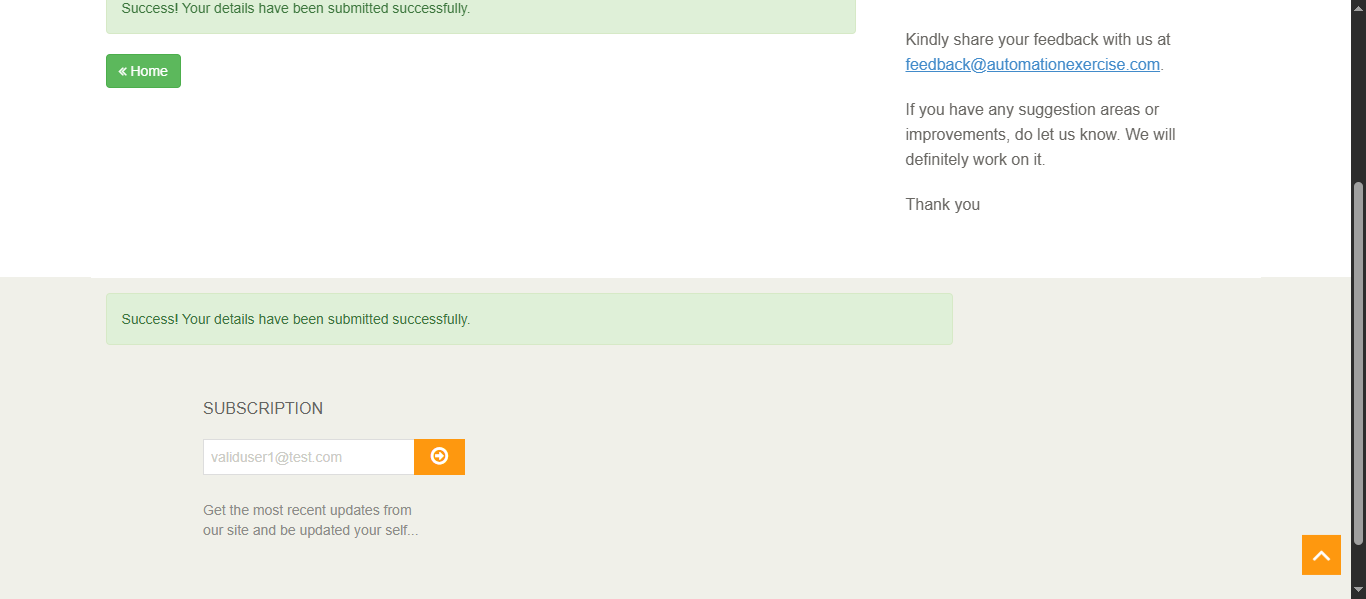 Success! Your details have been submitted successfully.
Home
Kindly share your feedback with us at
feedback@automationexercise.com.
If you have any suggestion areas or
improvements, do let us know. We will
definitely work on it.
Thank you
Success! Your details have been submitted successfully.
SUBSCRIPTION
validuser1@test.com
Get the most recent updates from
our site and be updated your self...